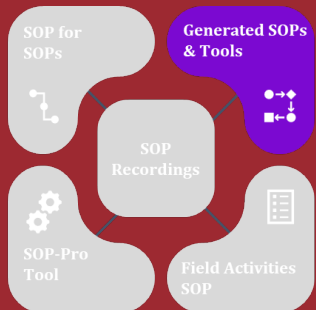 SOP for
SOPs
Generated SOPs
& Tools
SOP
Recordings
SOP-Pro
Tool
Field Activities
SOP